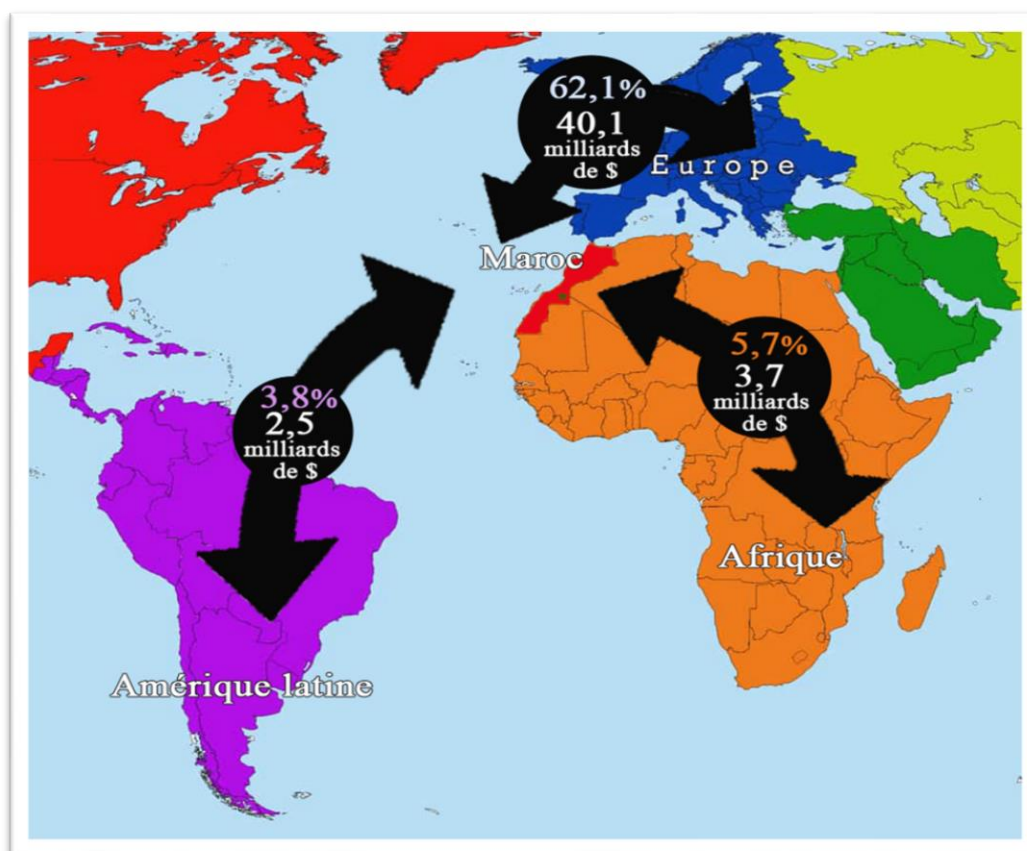 62,1%
40,1
milliards
de $
Europe
Maroc
5,7%
3,7
milliards
de $
3,8%
2,5
milliards
de $
Afrique
Amérique latine